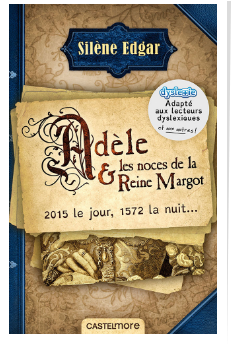 Silène Edgar
dyslexie
Adapté
aux lecteurs
dyslexiques
et aux autres!
Adèle
& les noces de la
Reine Margot
2015 le jour, 1572 la nuit...
CASTELMORE